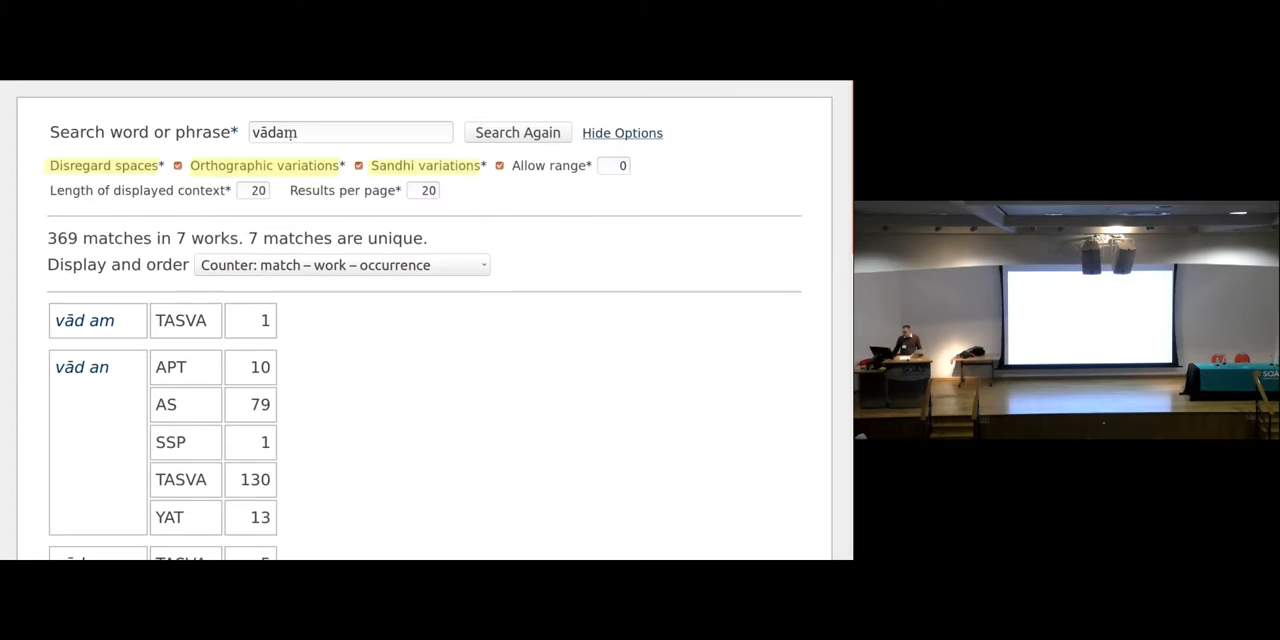 Search word or phrase* vādaṃ Search Again Hide Options
Disregard spaces* Orthographic variations* Sandhi variations* Allow range* 0
Length of displayed context* 20 Results per page* 20
369 matches in 7 works. 7 matches are unique.
Display and order Counter: match – work – occurrence
vād am TASVA 1
vād an APT 10
AS 79
SSP 1
TASVA 130
YAT 13